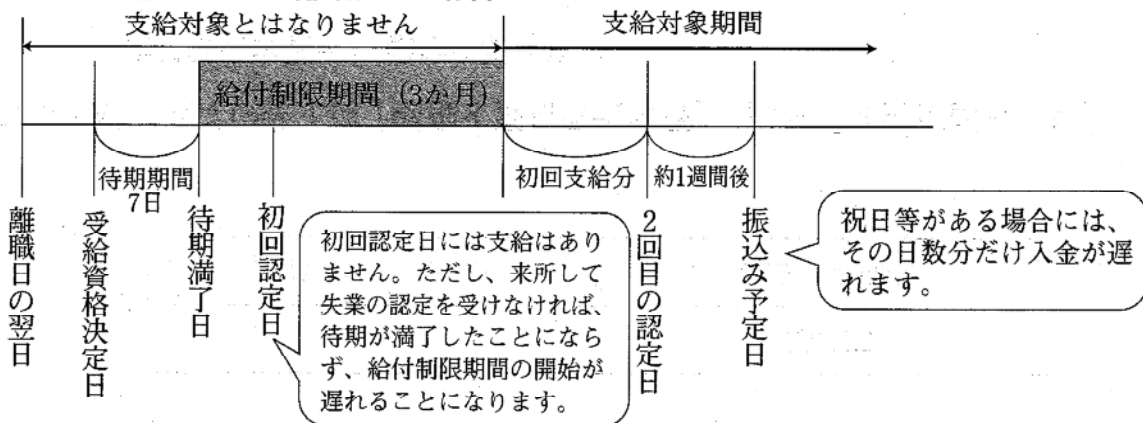 支給対象とはなりません
支給対象期間
給付制限期間（3か月）
待期期間
7日
初回支給分
約1週間後
離職日の翌日
受給資格決定日
待期満了日
初回認定日
初回認定日には支給はあり
ません。ただし、来所して
失業の認定を受けなければ、
待期が満了したことになら
ず、給付制限期間の開始が
遅れることになります。
2回目の認定日
振込み予定日
祝日等がある場合には、
その日数分だけ入金が遅
れます。